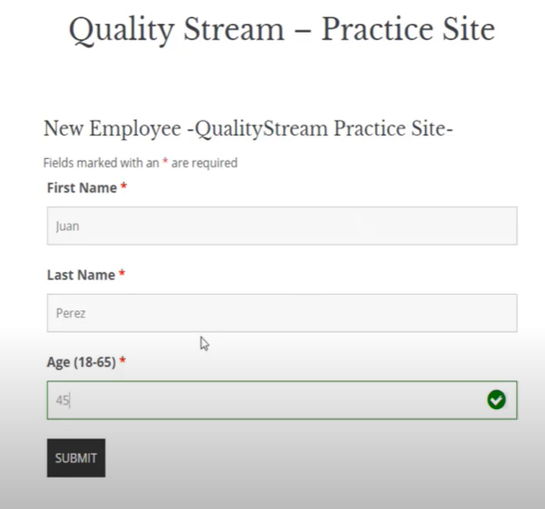 Quality Stream – Practice Site
New Employee -QualityStream Practice Site-
Fields marked with an * are required
First Name *
Juan
Last Name *
Perez
Age (18-65) *
45
SUBMIT